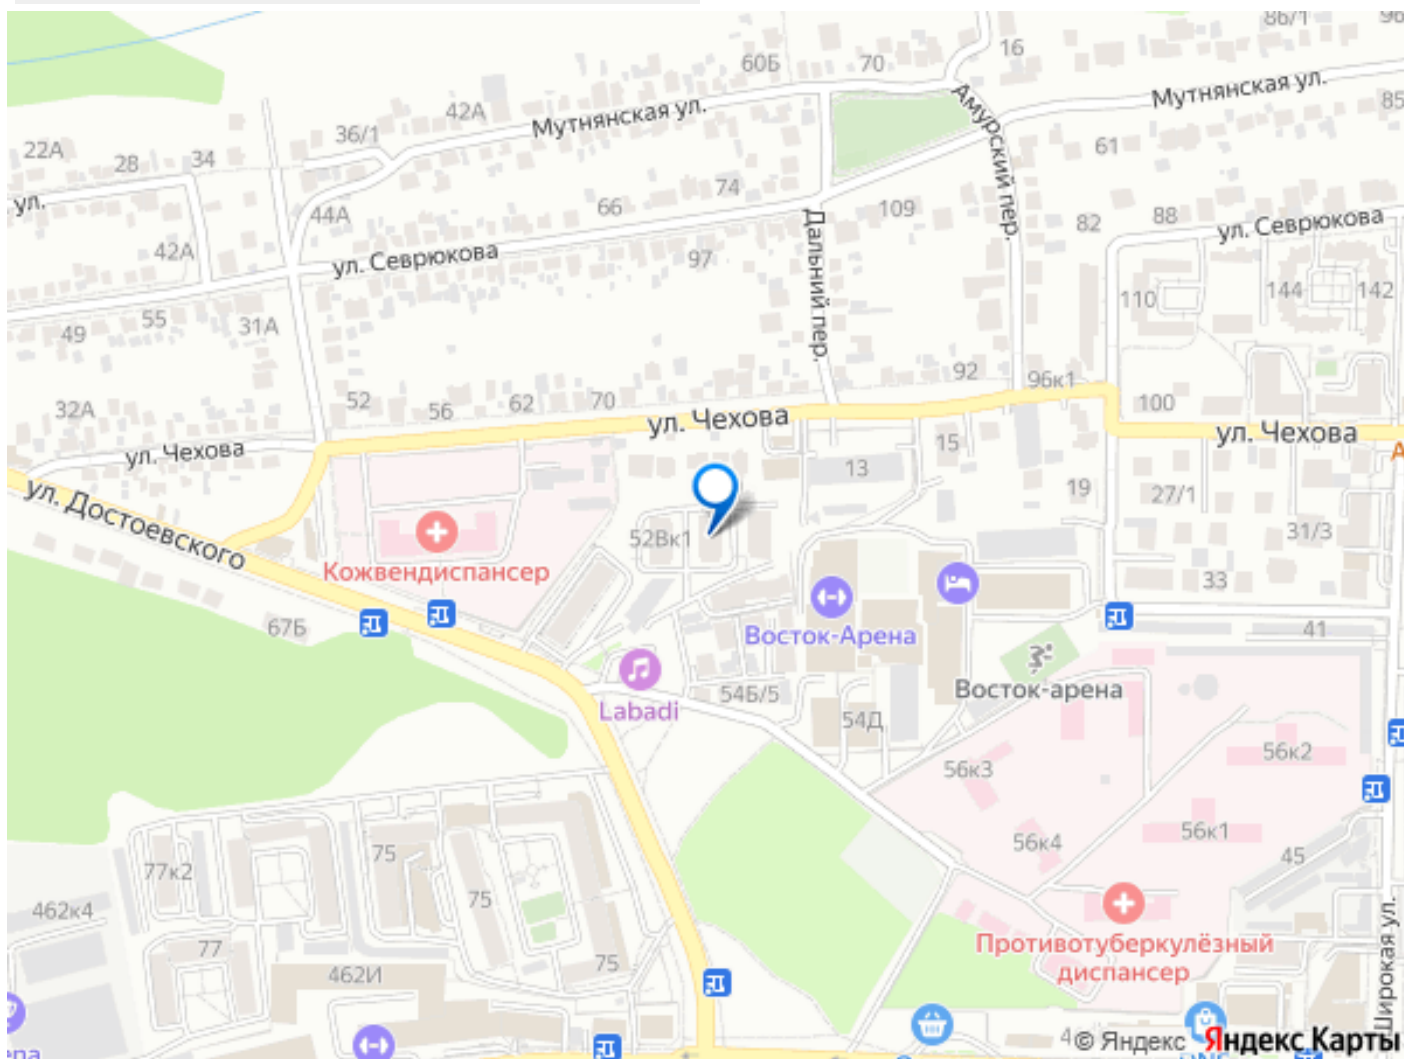 86/1
96
16
60Б
70
Мутнянская ул.
85
42А
Мутнянская ул.
Амурский пер.
36/1
61
22А
28
34
74
66
109
88
82
ул.
44А
Дальний пер.
ул. Севрюкова
42А
ул. Севрюкова
97
110
144
142
49
55
31А
92
96к1
52
56
62
70
100
32А
ул. Чехова
ул. Чехова
ул. Чехова
15
13
19
27/1
ул. Достоевского
52Вк1
31/3
Кожвендиспансер
33
67Б
Восток-Арена
41
54Б/5
Восток-арена
Labadi
54Д
56к3
56к2
56к1
56к4
75
77к2
45
75
462к4
77
Противотуберкулёзный
диспансер
75
462И
Широкая ул.
4
© Яндекс Яндекс Карты